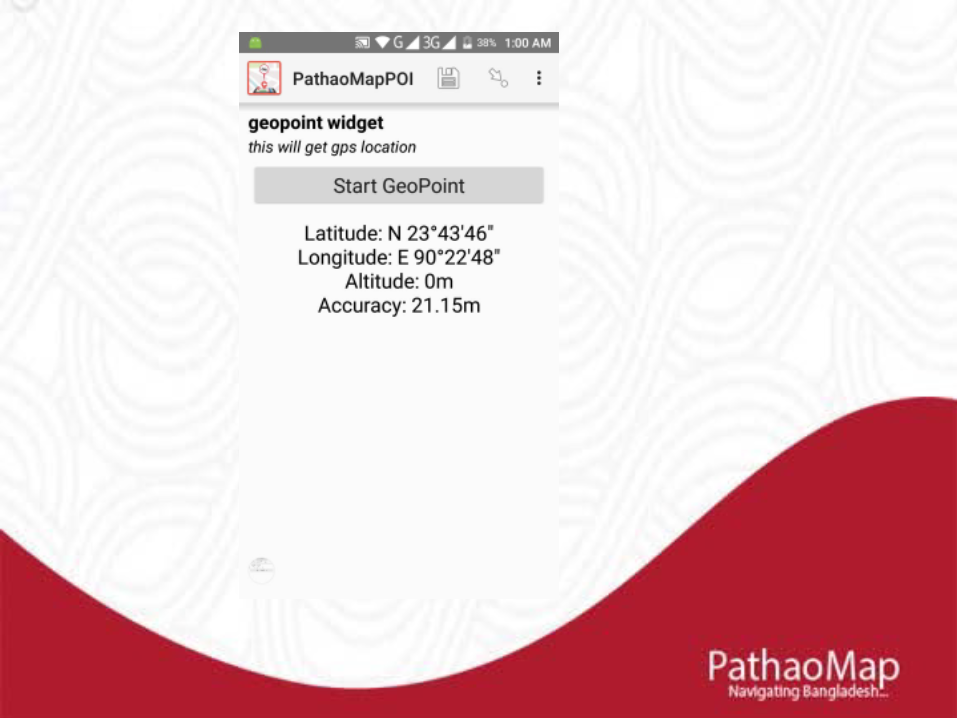 G 3G 38% 1:00 AM
PathaoMapPOI
geopoint widget
this will get gps location
Start GeoPoint
Latitude: N 23°43'46"
Longitude: E 90°22'48"
Altitude: 0m
Accuracy: 21.15m
PathaoMap
Navigating Bangladesh...